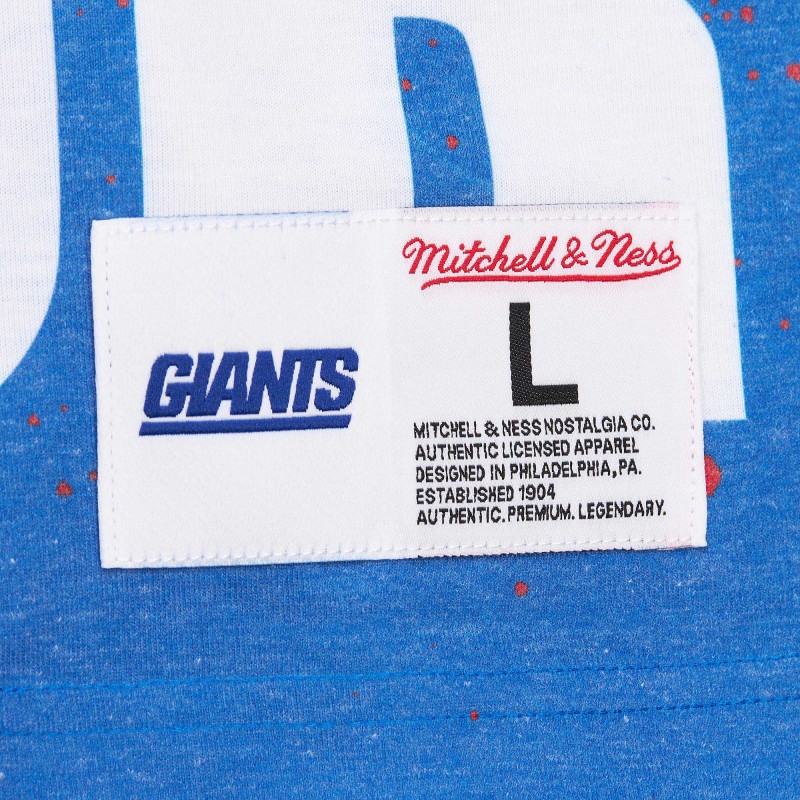 GIANTS
Mitchell & Ness
L
MITCHELL & NESS NOSTALGIA CO.
AUTHENTIC LICENSED APPAREL
DESIGNED IN PHILADELPHIA, PA.
ESTABLISHED 1904
AUTHENTIC. PREMIUM. LEGENDARY.